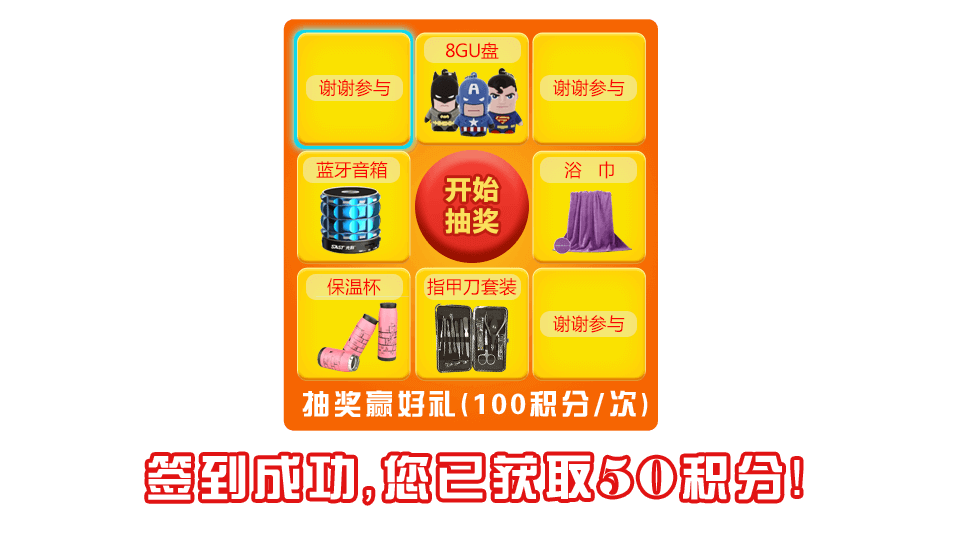 谢谢参与
8GU盘
谢谢参与
蓝牙音箱
开始
抽奖
浴 巾
保温杯
指甲刀套装
谢谢参与
抽奖赢好礼(100积分/次)
签到成功,您已获取50积分!